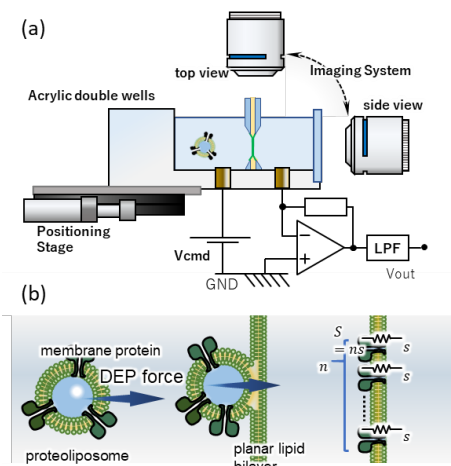 (a)
top view
Imaging System
Acrylic double wells
side view
Positioning
Stage
Vcmd
GND
−
+
LPF
Vout
(b)
membrane protein
DEP force
proteoliposome
planar lipid
bilayer
S
= ns
n
s
s
s